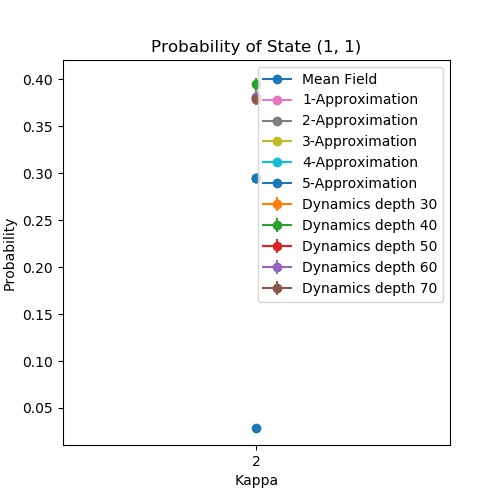 Probability of State (1, 1)
Probability
0.40
0.35
0.30
0.25
0.20
0.15
0.10
0.05
Mean Field
1-Approximation
2-Approximation
3-Approximation
4-Approximation
5-Approximation
Dynamics depth 30
Dynamics depth 40
Dynamics depth 50
Dynamics depth 60
Dynamics depth 70
2
Kappa